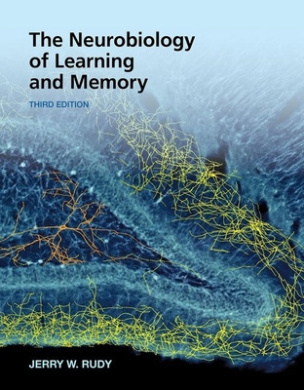 The Neurobiology
of Learning
and Memory
THIRD EDITION
JERRY W. RUDY